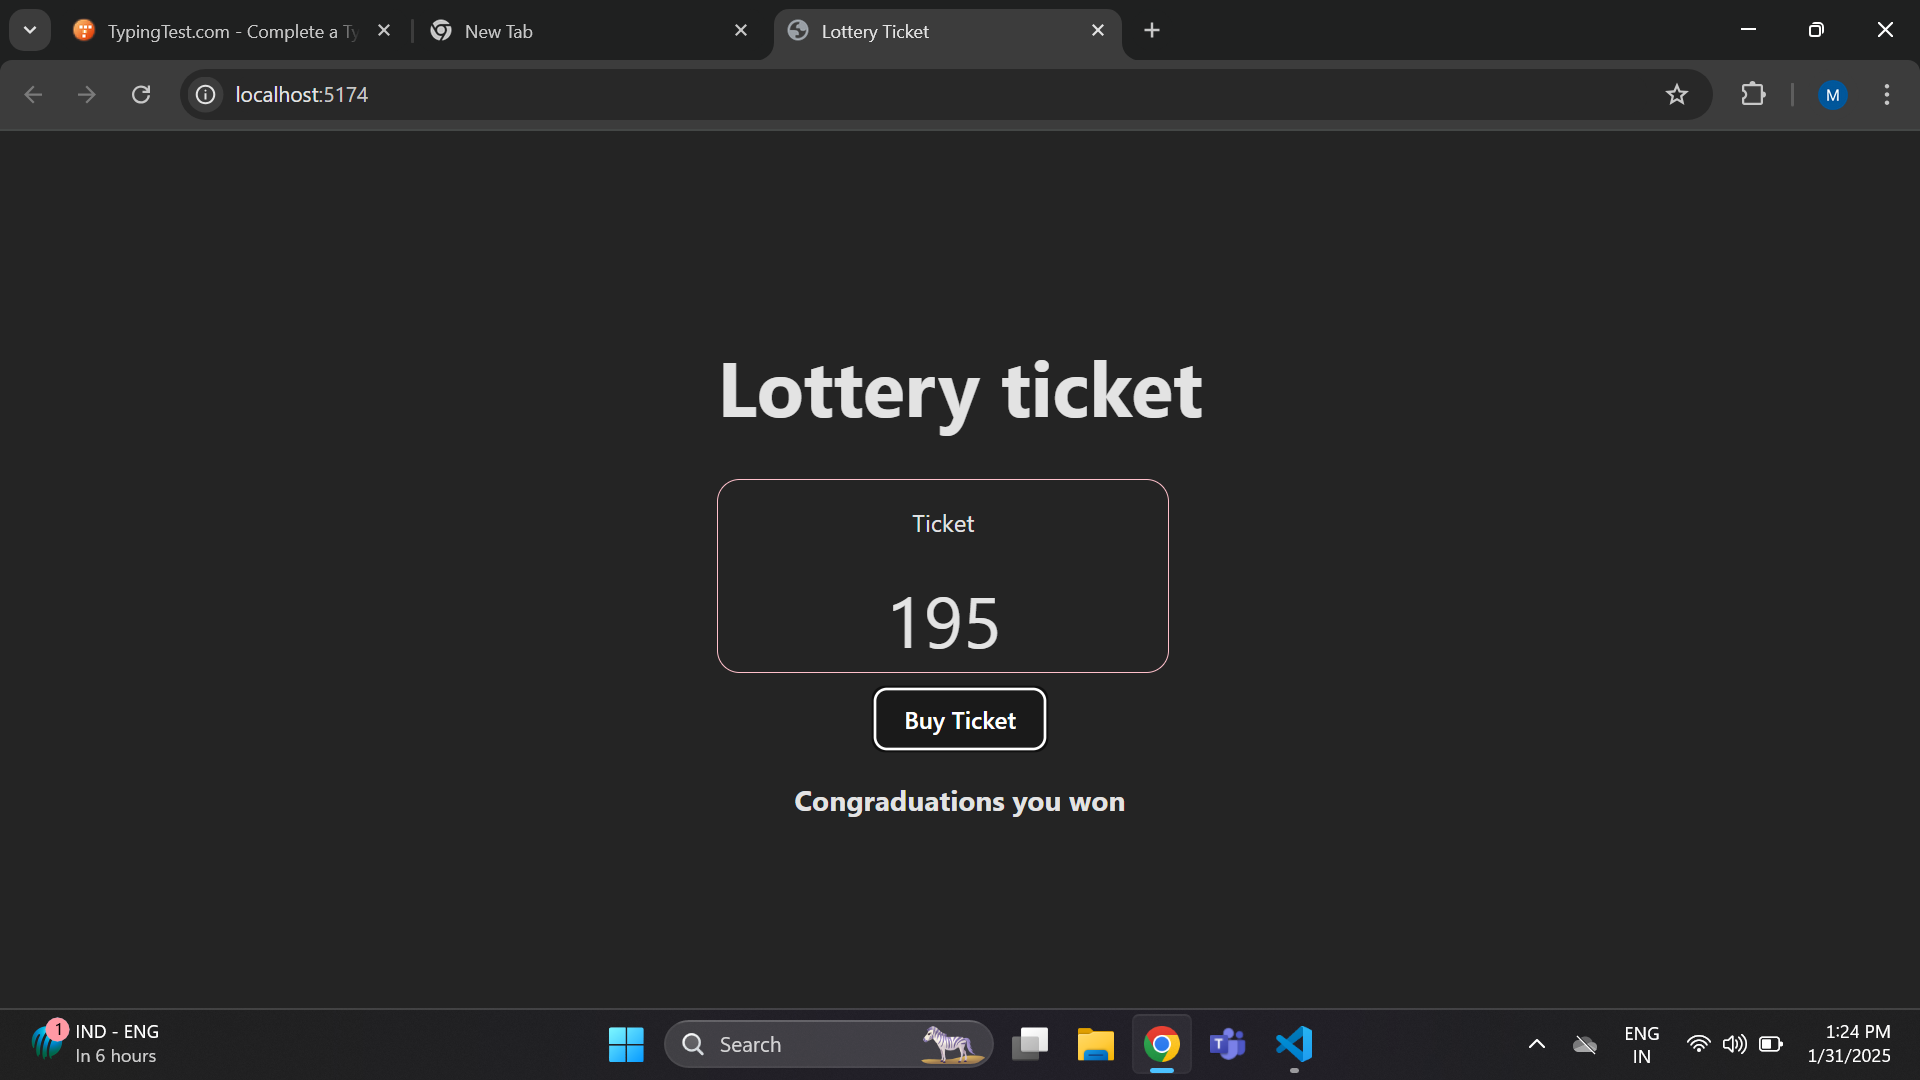 TypingTest.com - Complete a Ty
New Tab
Lottery Ticket
localhost:5174
M
Lottery ticket
Ticket
195
Buy Ticket
Congraduations you won
1
IND - ENG
In 6 hours
Search
T
ENG
IN
1:24 PM
1/31/2025